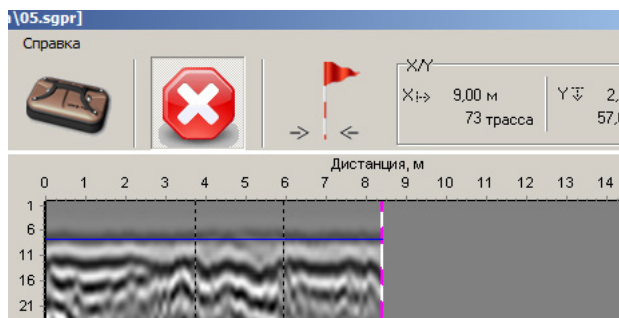 \05.sgpr]
Справка
X/Y
X 9,00 м Y 2,
73 трасса 57,
Дистанция, м
0 1 2 3 4 5 6 7 8 9 10 11 12 13 14
1
6
11
16
21